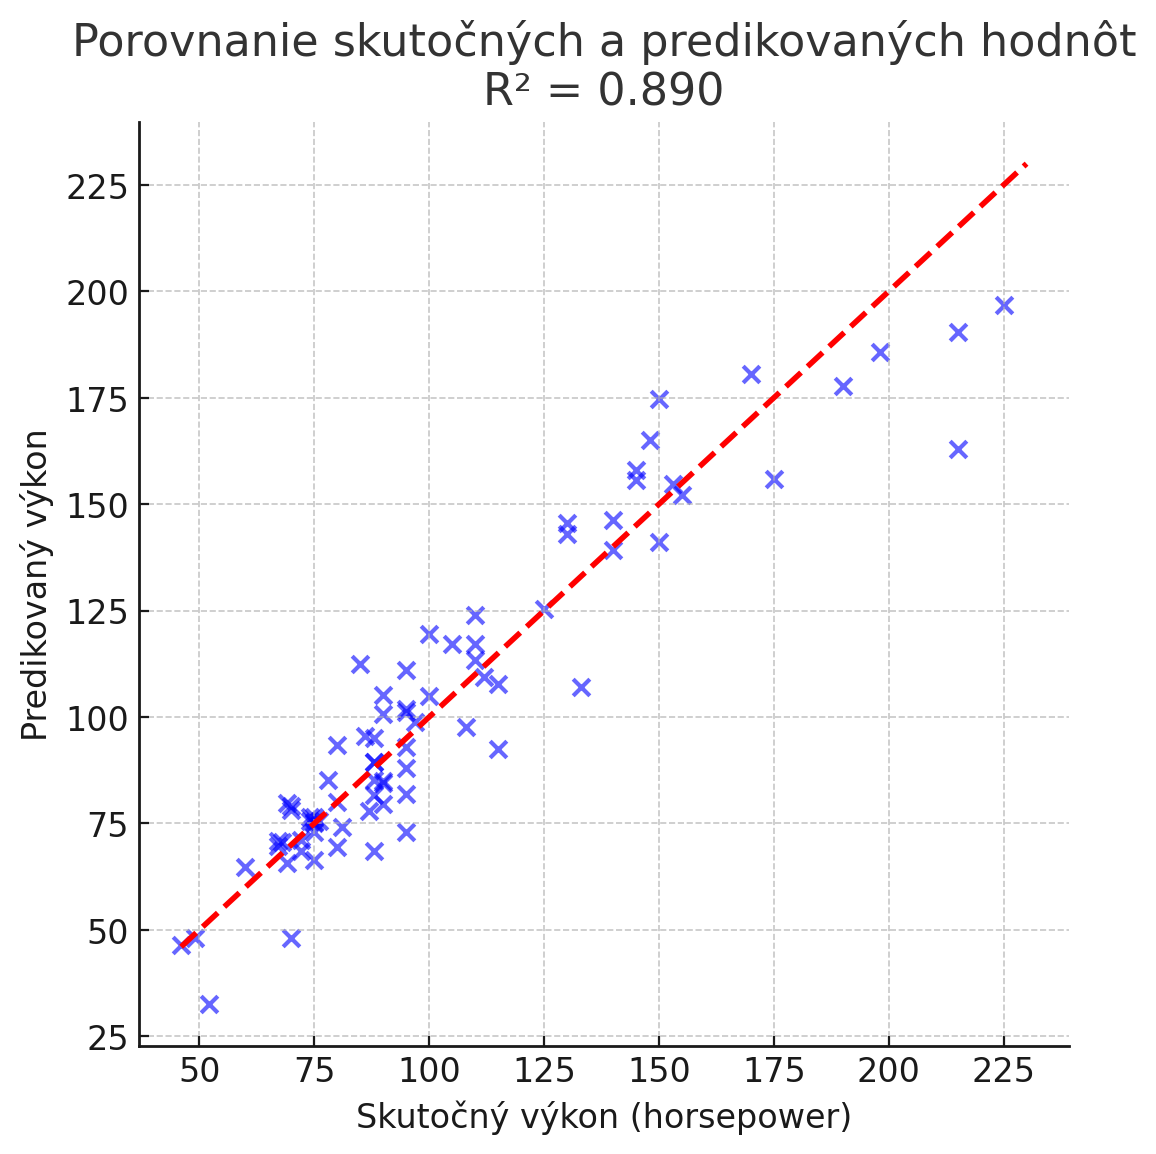 Porovnanie skutočných a predikovaných hodnôt
R² = 0.890
225
200
175
150
125
100
75
50
25
Predikovaný výkon
50 75 100 125 150 175 200 225
Skutočný výkon (horsepower)